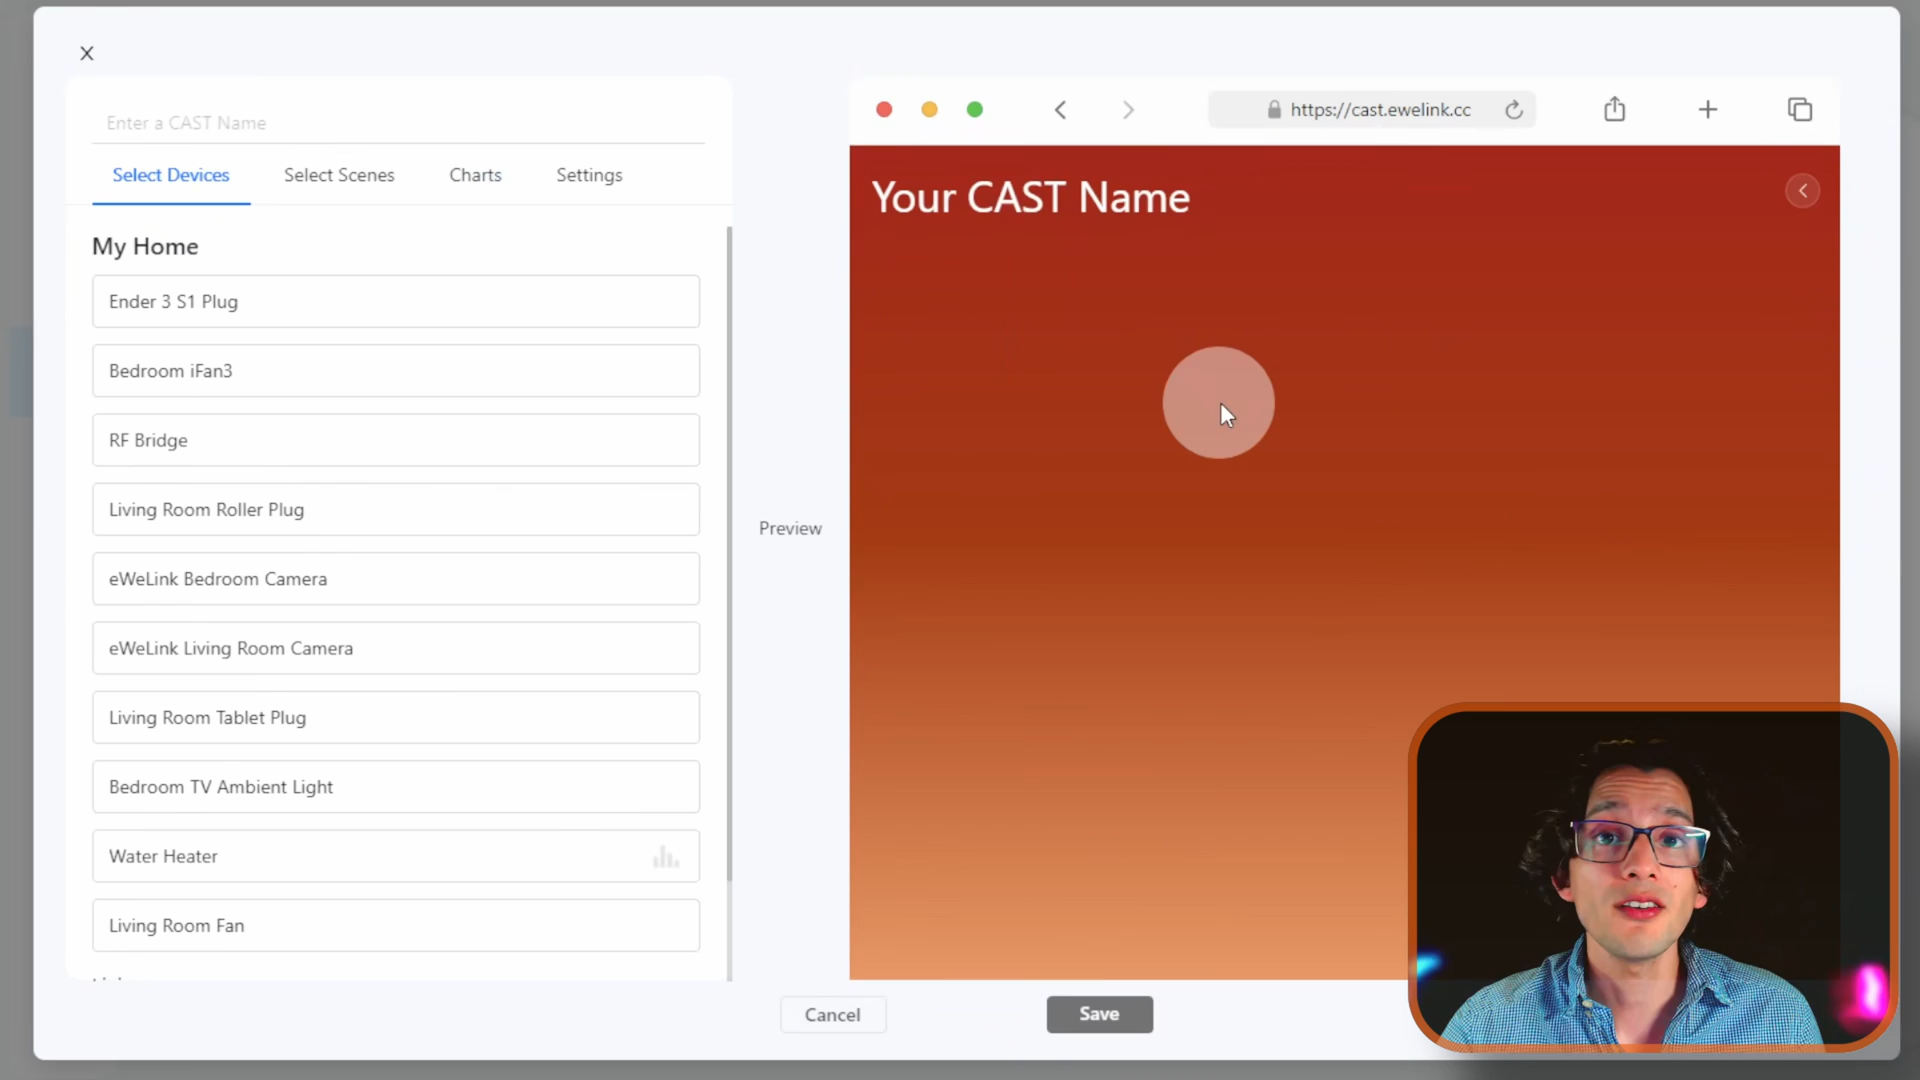 X
Enter a CAST Name
Select Devices Select Scenes Charts Settings
My Home
Ender 3 S1 Plug
Bedroom iFan3
RF Bridge
Living Room Roller Plug
eWeLink Bedroom Camera
eWeLink Living Room Camera
Living Room Tablet Plug
Bedroom TV Ambient Light
Water Heater
Living Room Fan
Preview
https://cast.ewelink.cc
Your CAST Name
Cancel
Save